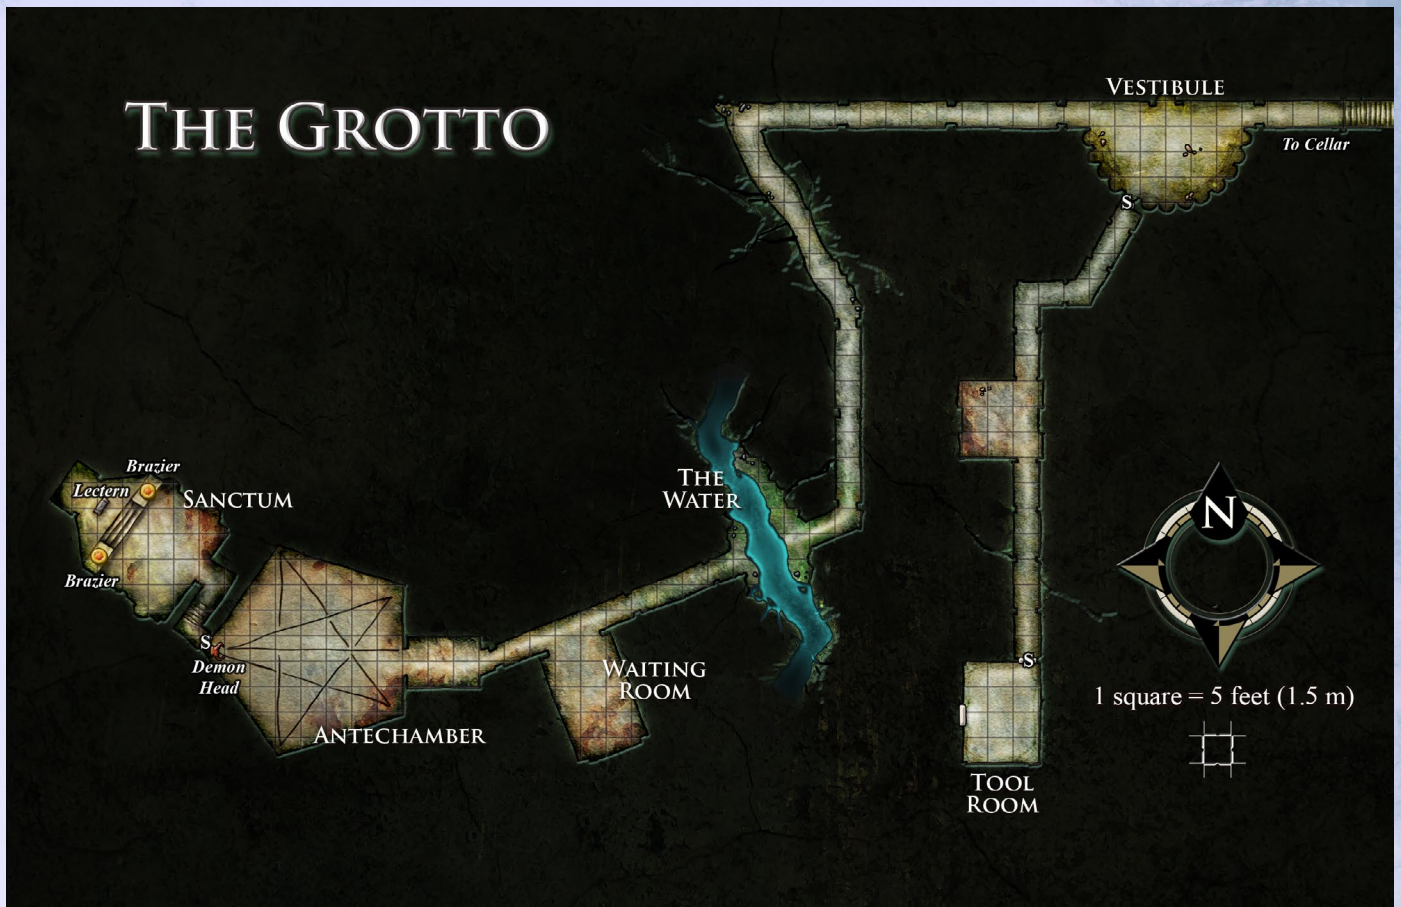 THE GROTTO
VESTIBULE
To Cellar
S
Brazier
Lectern
SANCTUM
THE
WATER
N
Brazier
S
Demon
Head
WAITING
ROOM
S
1 square = 5 feet (1.5 m)
ANTECHAMBER
TOOL
ROOM